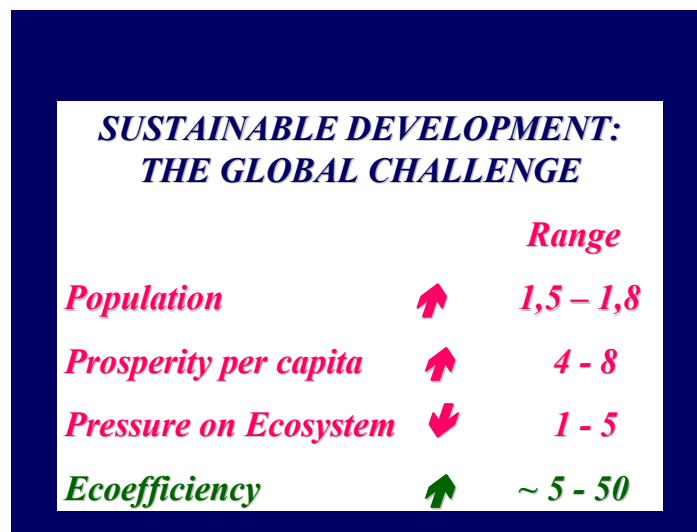 SUSTAINABLE DEVELOPMENT:
THE GLOBAL CHALLENGE
Range
Population 🡹 1,5 – 1,8
Prosperity per capita 🡹 4 - 8
Pressure on Ecosystem 🡻 1 - 5
Ecoefficiency 🡹 ~ 5 - 50